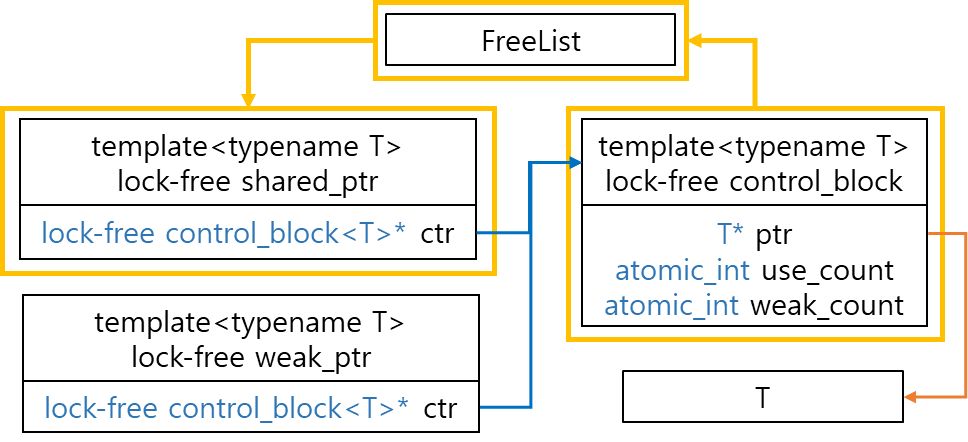 FreeList
template<typename T>
lock-free shared_ptr
lock-free control_block<T>* ctr
template<typename T>
lock-free weak_ptr
lock-free control_block<T>* ctr
template<typename T>
lock-free control_block
T* ptr
atomic_int use_count
atomic_int weak_count
T